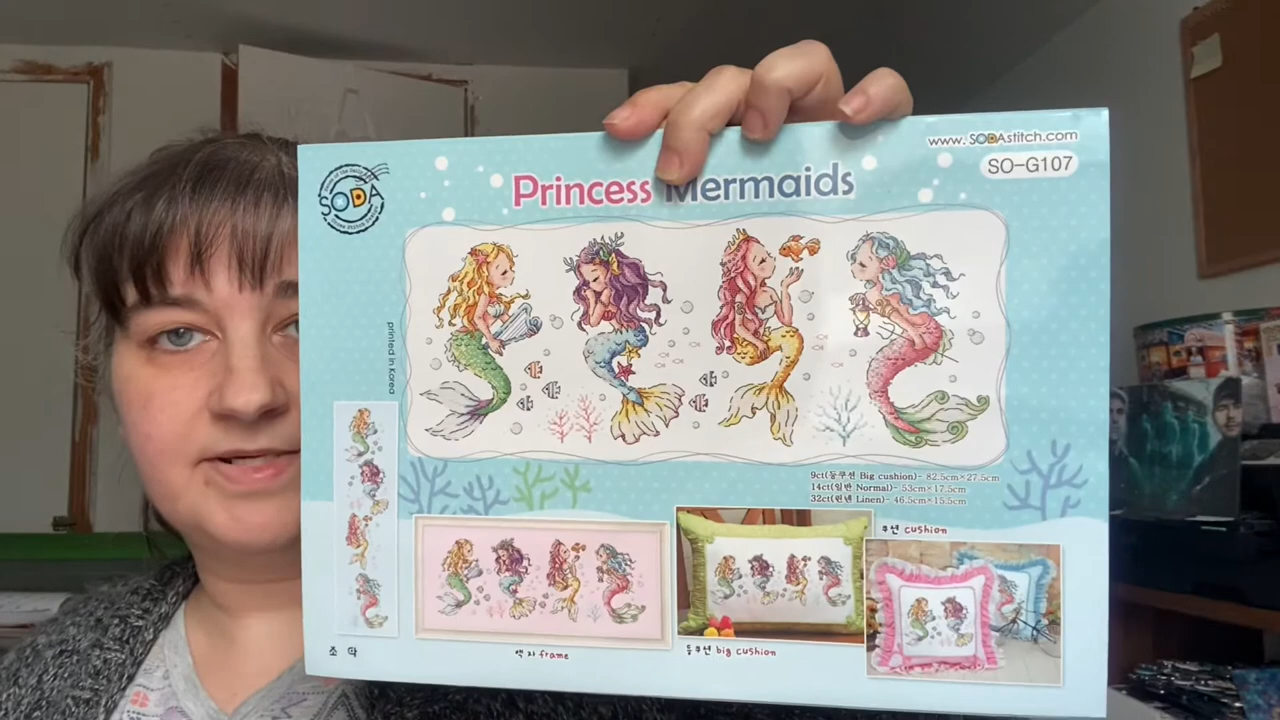 www. SODAstitch.com
SO-G107
SODA
Princess Mermaids
printed in Korea
9ct(등쿠션 Big cushion)- 82.5cm×27.5cm
14ct(일반 Normal)- 53cm×17.5cm
32ct(린넨 Linen)- 46.5cm×15.5cm
쿠션 cushion
조 딱
액자 frame
등쿠션 big cushion